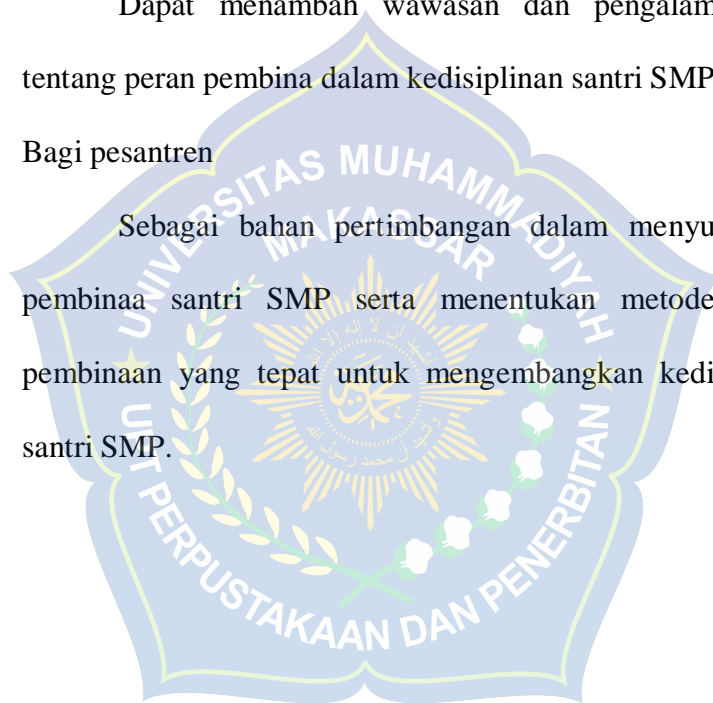 Dapat menambah wawasan dan pengalam
tentang peran pembina dalam kedisiplinan santri SMP
Bagi pesantren
Sebagai bahan pertimbangan dalam menyu
pembinaa santri SMP serta menentukan metode
pembinaan yang tepat untuk mengembangkan kedi
santri SMP.
UNIVERSITAS MUHAMMADIYAH
MAKASSAR
UPT PERPUSTAKAAN DAN PENERBITAN